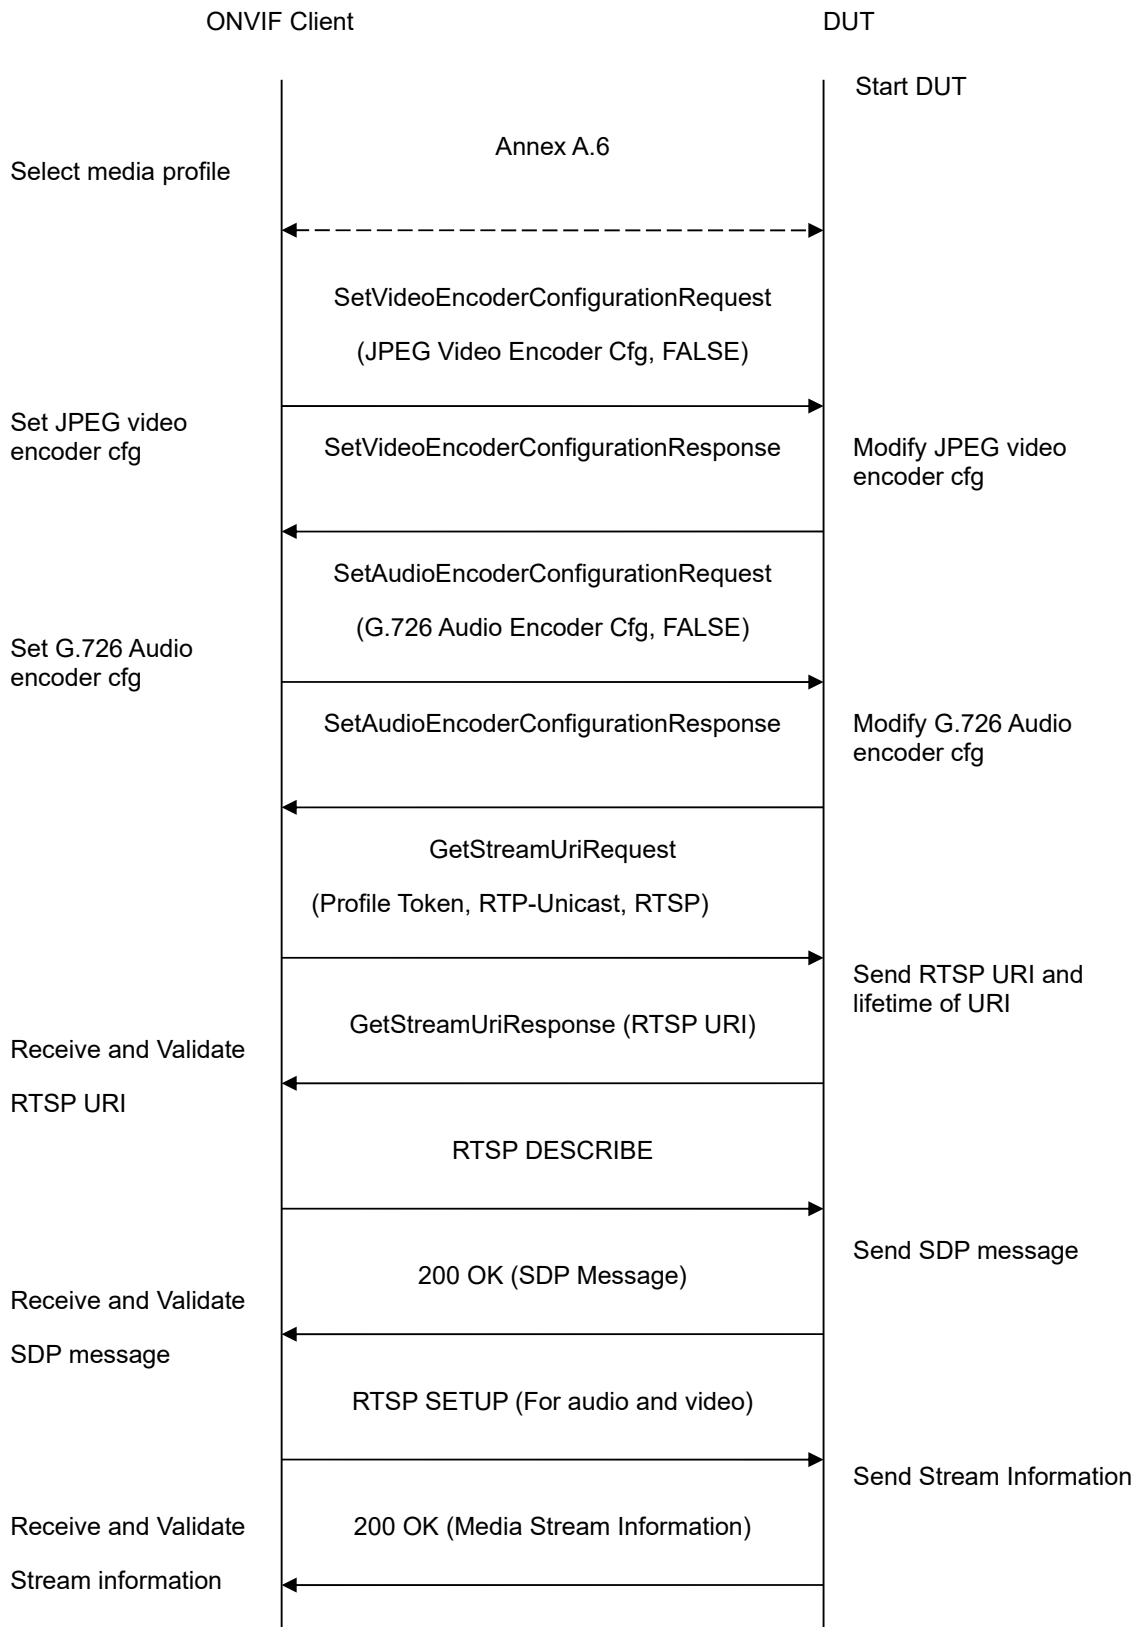 ONVIF Client
DUT
Start DUT
Annex A.6
Select media profile
SetVideoEncoderConfigurationRequest
(JPEG Video Encoder Cfg, FALSE)
Set JPEG video
encoder cfg
SetVideoEncoderConfigurationResponse
Modify JPEG video
encoder cfg
SetAudioEncoderConfigurationRequest
(G.726 Audio Encoder Cfg, FALSE)
Set G.726 Audio
encoder cfg
SetAudioEncoderConfigurationResponse
Modify G.726 Audio
encoder cfg
GetStreamUriRequest
(Profile Token, RTP-Unicast, RTSP)
Send RTSP URI and
lifetime of URI
GetStreamUriResponse (RTSP URI)
Receive and Validate
RTSP URI
RTSP DESCRIBE
Send SDP message
200 OK (SDP Message)
Receive and Validate
SDP message
RTSP SETUP (For audio and video)
Send Stream Information
200 OK (Media Stream Information)
Receive and Validate
Stream information